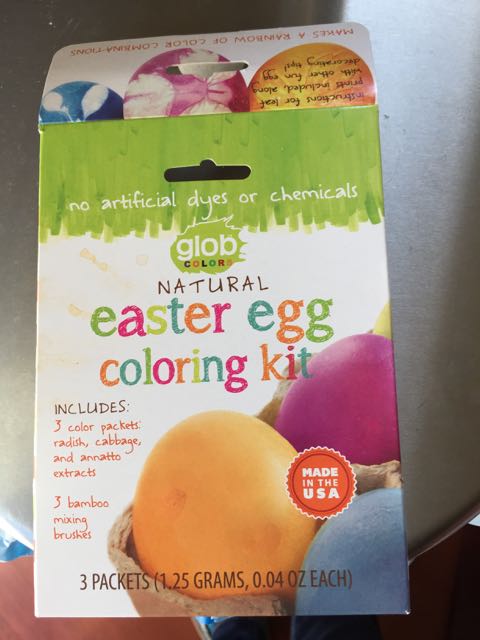 MAKES A RAINBOW OF COLOR COMBINATIONS
instructions for leaf
prints included, along
with other fun egg
decorating tips!
no artificial dyes or chemicals
glob
COLORS
NATURAL
easter egg
coloring kit
INCLUDES:
3 color packets:
radish, cabbage,
and annatto
extracts
3 bamboo
mixing
brushes
MADE
IN THE
USA
3 PACKETS (1.25 GRAMS, 0.04 OZ EACH)